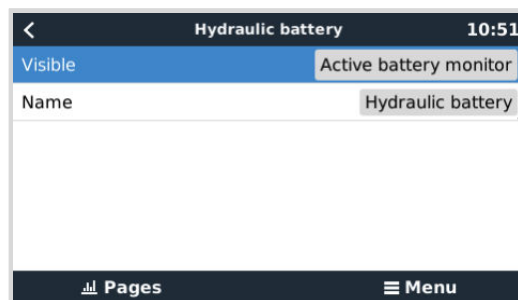 Hydraulic battery 10:51
Visible Active battery monitor
Name Hydraulic battery
Pages Menu